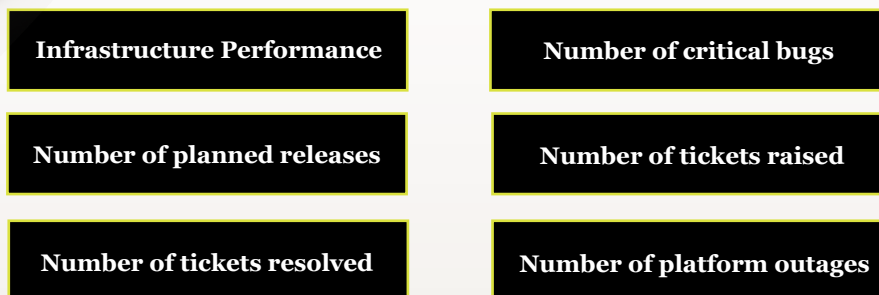 Infrastructure Performance
Number of critical bugs
Number of planned releases
Number of tickets raised
Number of tickets resolved
Number of platform outages